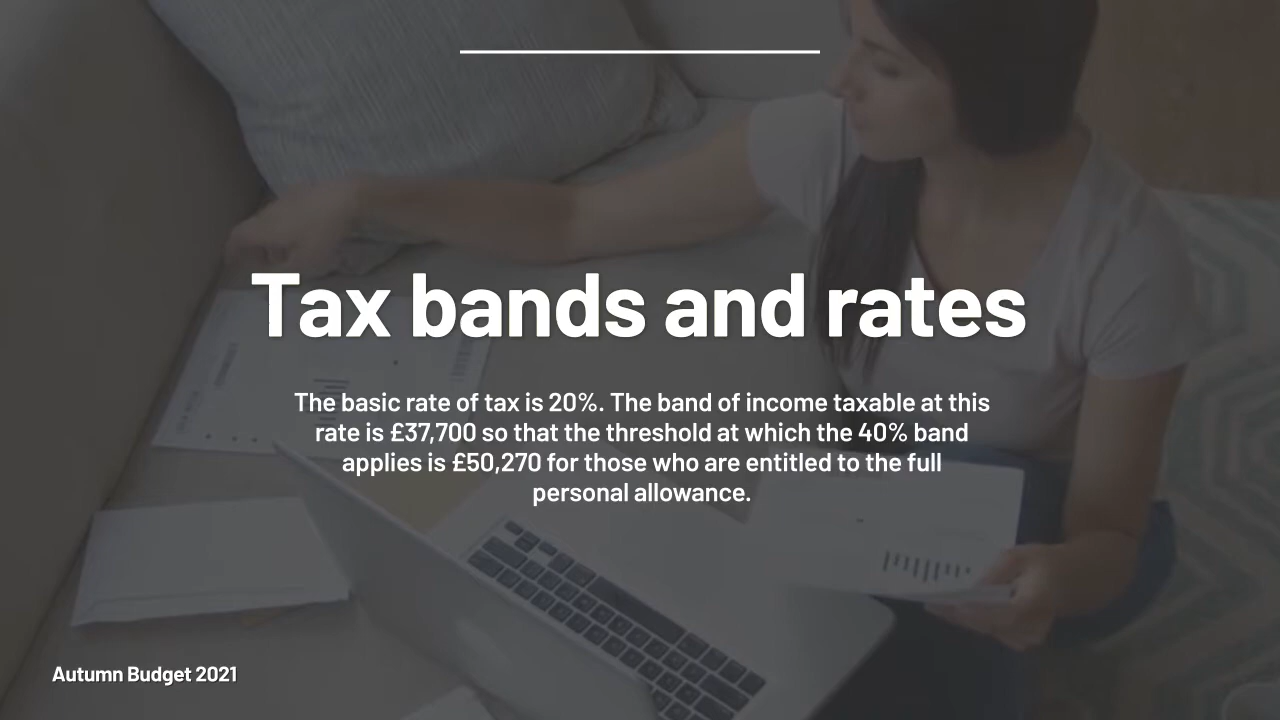 Tax bands and rates
The basic rate of tax is 20%. The band of income taxable at this
rate is £37,700 so that the threshold at which the 40% band
applies is £50,270 for those who are entitled to the full
personal allowance.
Autumn Budget 2021